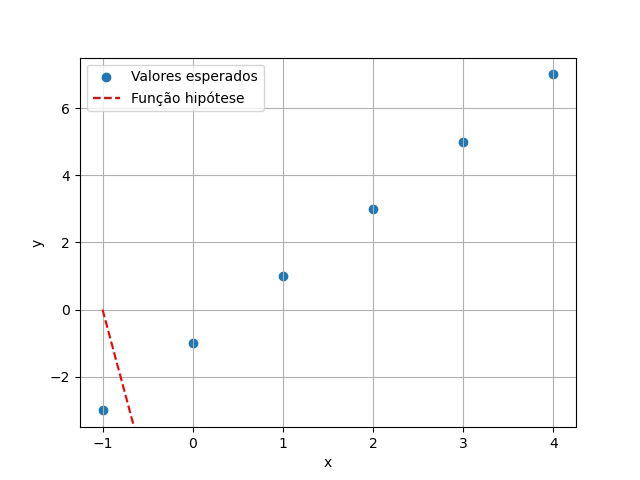 Valores esperados
Função hipótese
6
4
2
0
−2
y
−1 0 1 2 3 4
x